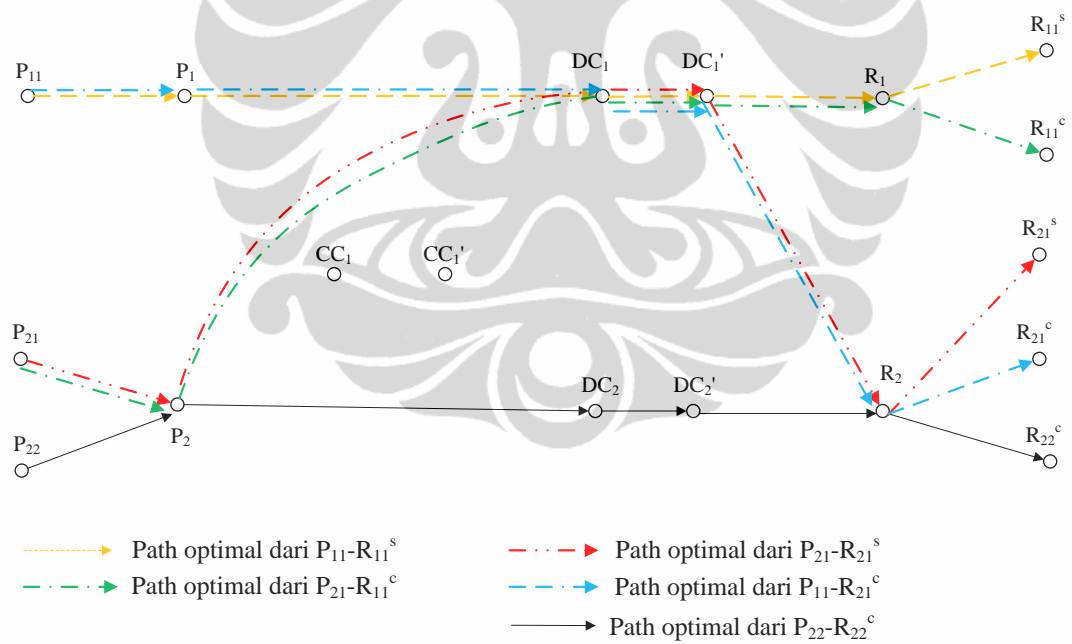 R₁₁ˢ
P₁₁ P₁ DC₁ DC₁' R₁
R₁₁ᶜ
CC₁ CC₁' R₂₁ˢ
P₂₁ R₂₁ᶜ
DC₂ DC₂' R₂
P₂
P₂₂ R₂₂ᶜ
Path optimal dari P₁₁-R₁₁ˢ Path optimal dari P₂₁-R₂₁ˢ
Path optimal dari P₂₁-R₁₁ᶜ Path optimal dari P₁₁-R₂₁ᶜ
Path optimal dari P₂₂-R₂₂ᶜ